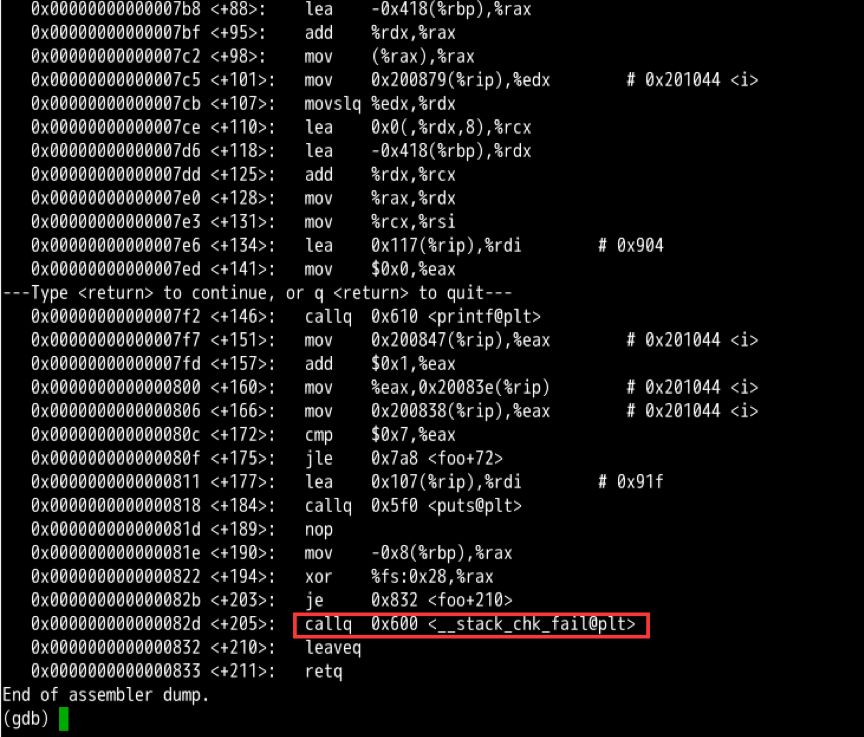 0x00000000000007b8 <+88>:    lea    -0x418(%rbp),%rax
0x00000000000007bf <+95>:    add    %rdx,%rax
0x00000000000007c2 <+98>:    mov    (%rax),%rax
0x00000000000007c5 <+101>:   mov    0x200879(%rip),%edx        # 0x201044 <i>
0x00000000000007cb <+107>:   movslq %edx,%rdx
0x00000000000007ce <+110>:   lea    0x0(,%rdx,8),%rcx
0x00000000000007d6 <+118>:   lea    -0x418(%rbp),%rdx
0x00000000000007dd <+125>:   add    %rdx,%rcx
0x00000000000007e0 <+128>:   mov    %rax,%rdx
0x00000000000007e3 <+131>:   mov    %rcx,%rsi
0x00000000000007e6 <+134>:   lea    0x117(%rip),%rdi        # 0x904
0x00000000000007ed <+141>:   mov    $0x0,%eax
---Type <return> to continue, or q <return> to quit---
0x00000000000007f2 <+146>:   callq  0x610 <printf@plt>
0x00000000000007f7 <+151>:   mov    0x200847(%rip),%eax        # 0x201044 <i>
0x00000000000007fd <+157>:   add    $0x1,%eax
0x0000000000000800 <+160>:   mov    %eax,0x20083e(%rip)        # 0x201044 <i>
0x0000000000000806 <+166>:   mov    0x200838(%rip),%eax        # 0x201044 <i>
0x000000000000080c <+172>:   cmp    $0x7,%eax
0x000000000000080f <+175>:   jle    0x7a8 <foo+72>
0x0000000000000811 <+177>:   lea    0x107(%rip),%rdi        # 0x91f
0x0000000000000818 <+184>:   callq  0x5f0 <puts@plt>
0x000000000000081d <+189>:   nop
0x000000000000081e <+190>:   mov    -0x8(%rbp),%rax
0x0000000000000822 <+194>:   xor    %fs:0x28,%rax
0x000000000000082b <+203>:   je     0x832 <foo+210>
0x000000000000082d <+205>:   callq  0x600 <__stack_chk_fail@plt>
0x0000000000000832 <+210>:   leaveq
0x0000000000000833 <+211>:   retq
End of assembler dump.
(gdb)